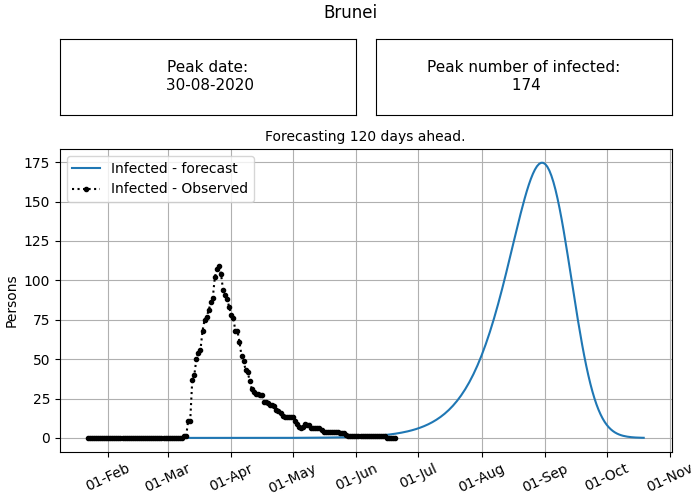 Brunei
Peak date:
30-08-2020
Peak number of infected:
174
Forecasting 120 days ahead.
Infected - forecast
Infected - Observed
Persons
175
150
125
100
75
50
25
0
01-Feb
01-Mar
01-Apr
01-May
01-Jun
01-Jul
01-Aug
01-Sep
01-Oct
01-Nov